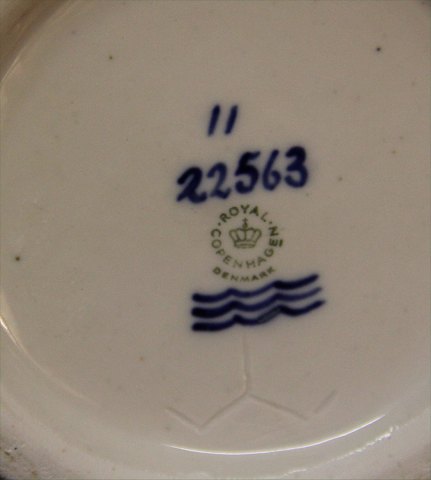 11
22563
ROYAL
COPENHAGEN
DENMARK